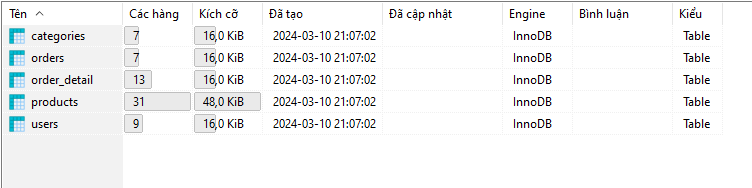 Tên Các hàng Kích cỡ Đã tạo Đã cập nhật Engine Bình luận Kiểu
categories 7 16,0 KiB 2024-03-10 21:07:02 InnoDB Table
orders 7 16,0 KiB 2024-03-10 21:07:02 InnoDB Table
order_detail 13 16,0 KiB 2024-03-10 21:07:02 InnoDB Table
products 31 48,0 KiB 2024-03-10 21:07:02 InnoDB Table
users 9 16,0 KiB 2024-03-10 21:07:02 InnoDB Table